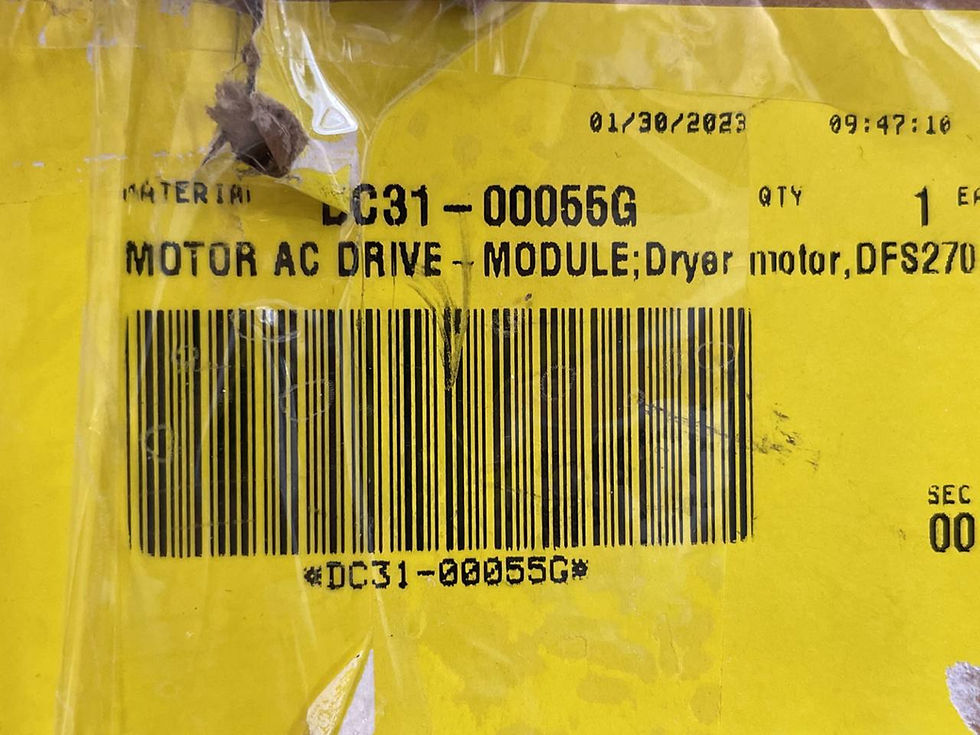 01/30/2023 09:47:10
MATERIAL DC31-00055G QTY 1 EA
MOTOR AC DRIVE-MODULE;Dryer motor,DFS270
*DC31-00055G*
SEC
00